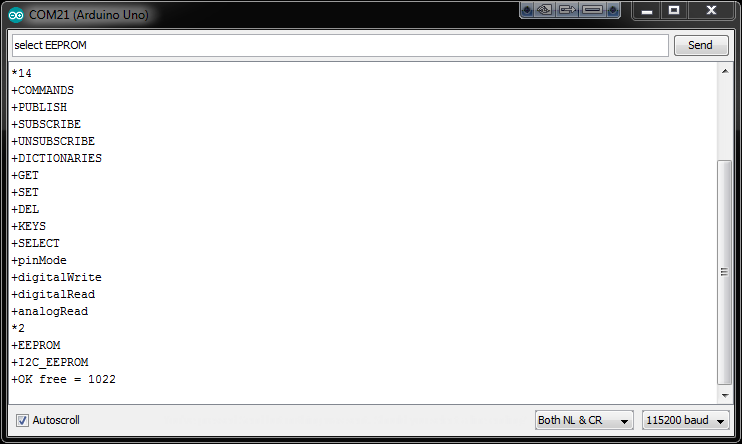 COM21 (Arduino Uno)
select EEPROM
Send
*14
+COMMANDS
+PUBLISH
+SUBSCRIBE
+UNSUBSCRIBE
+DICTIONARIES
+GET
+SET
+DEL
+KEYS
+SELECT
+pinMode
+digitalWrite
+digitalRead
+analogRead
*2
+EEPROM
+I2C_EEPROM
+OK free = 1022
Autoscroll
Both NL & CR
115200 baud